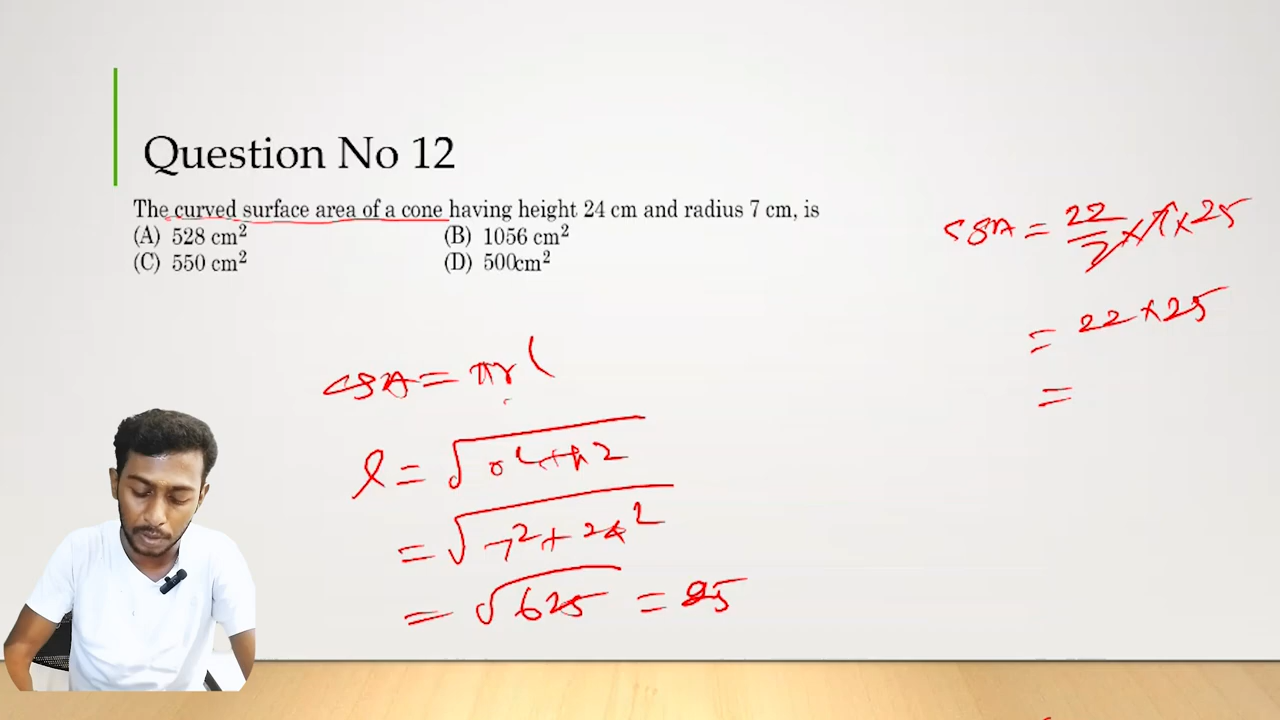 Question No 12
The curved surface area of a cone having height 24 cm and radius 7 cm, is
(A) 528 cm² (B) 1056 cm²
(C) 550 cm² (D) 500cm²
CSA = πr l
l = √r²+h²
= √7²+24²
= √625 = 25
CSA = 22/7 × 7 × 25
= 22 × 25
=